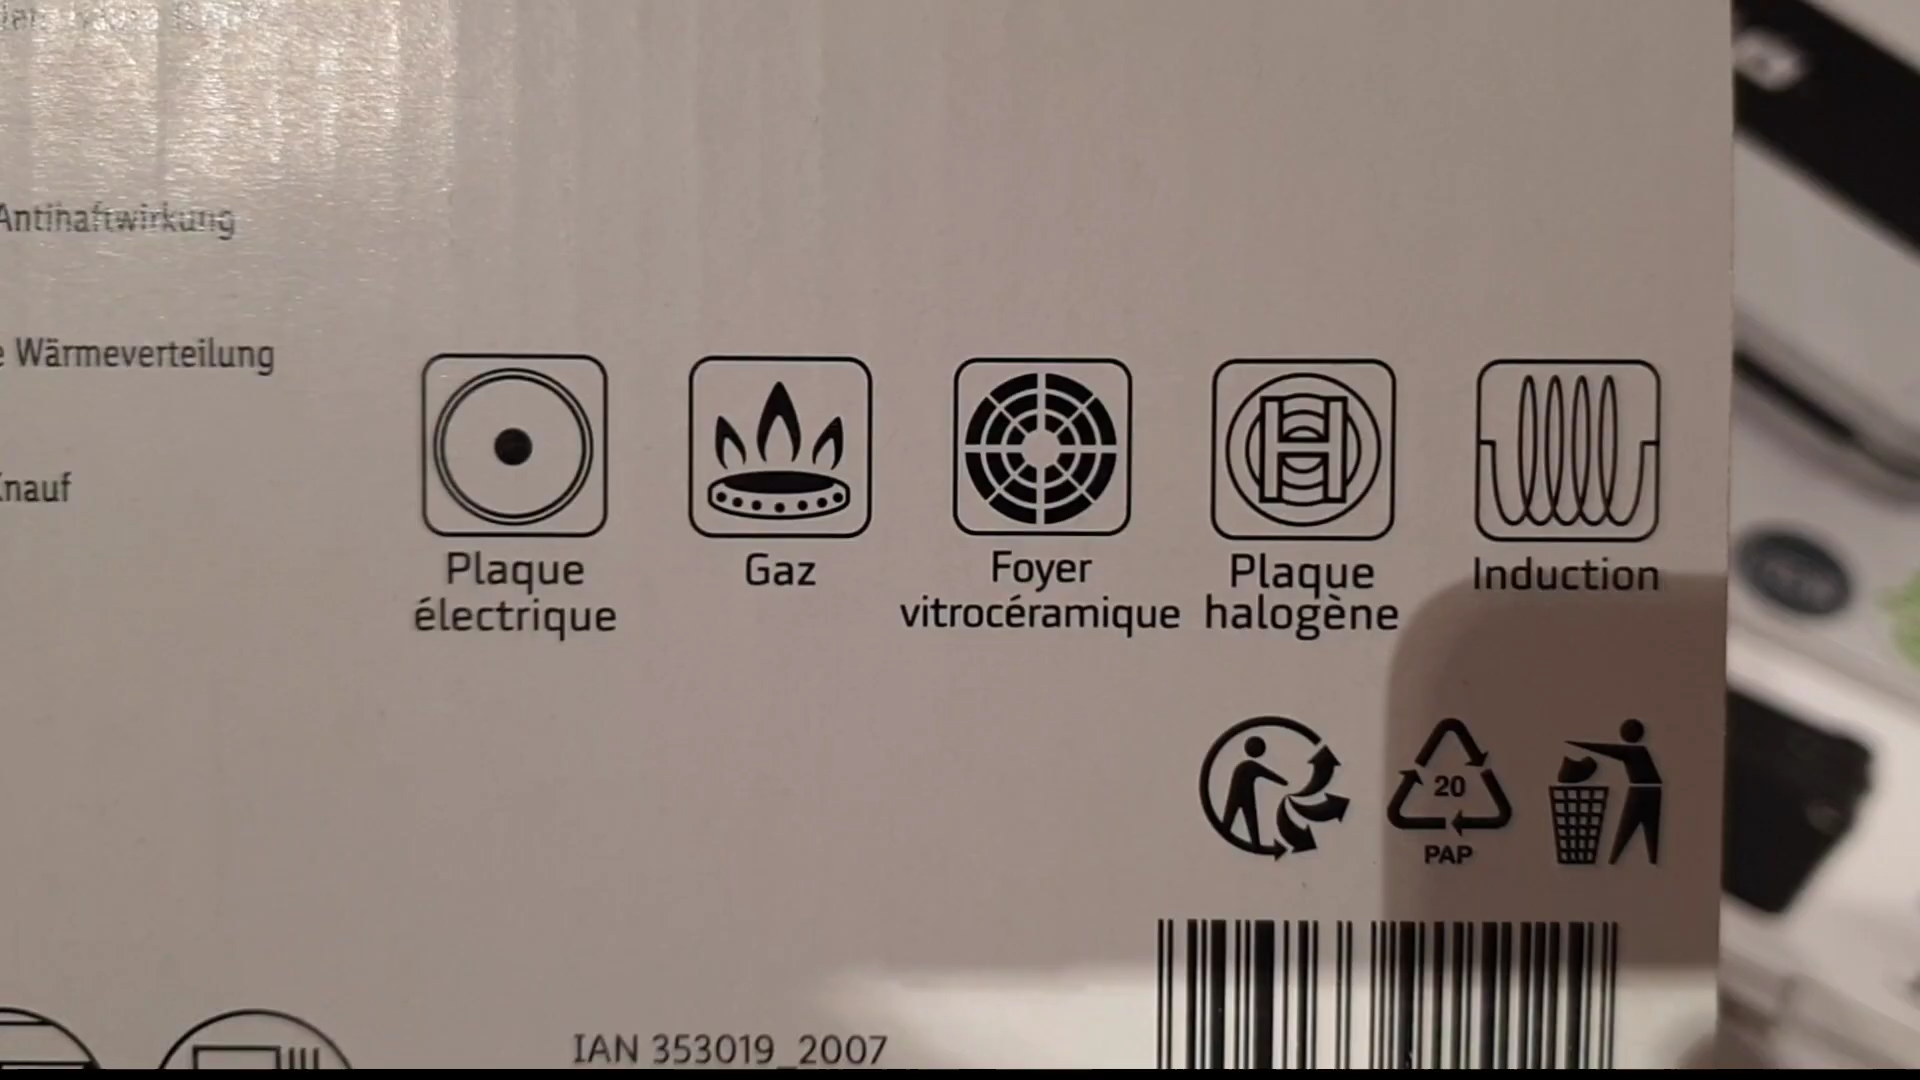 Antihaftwirkung
Wärmeverteilung
Knauf
Plaque électrique
Gaz
Foyer vitrocéramique
Plaque halogène
Induction
20
PAP
IAN 353019_2007